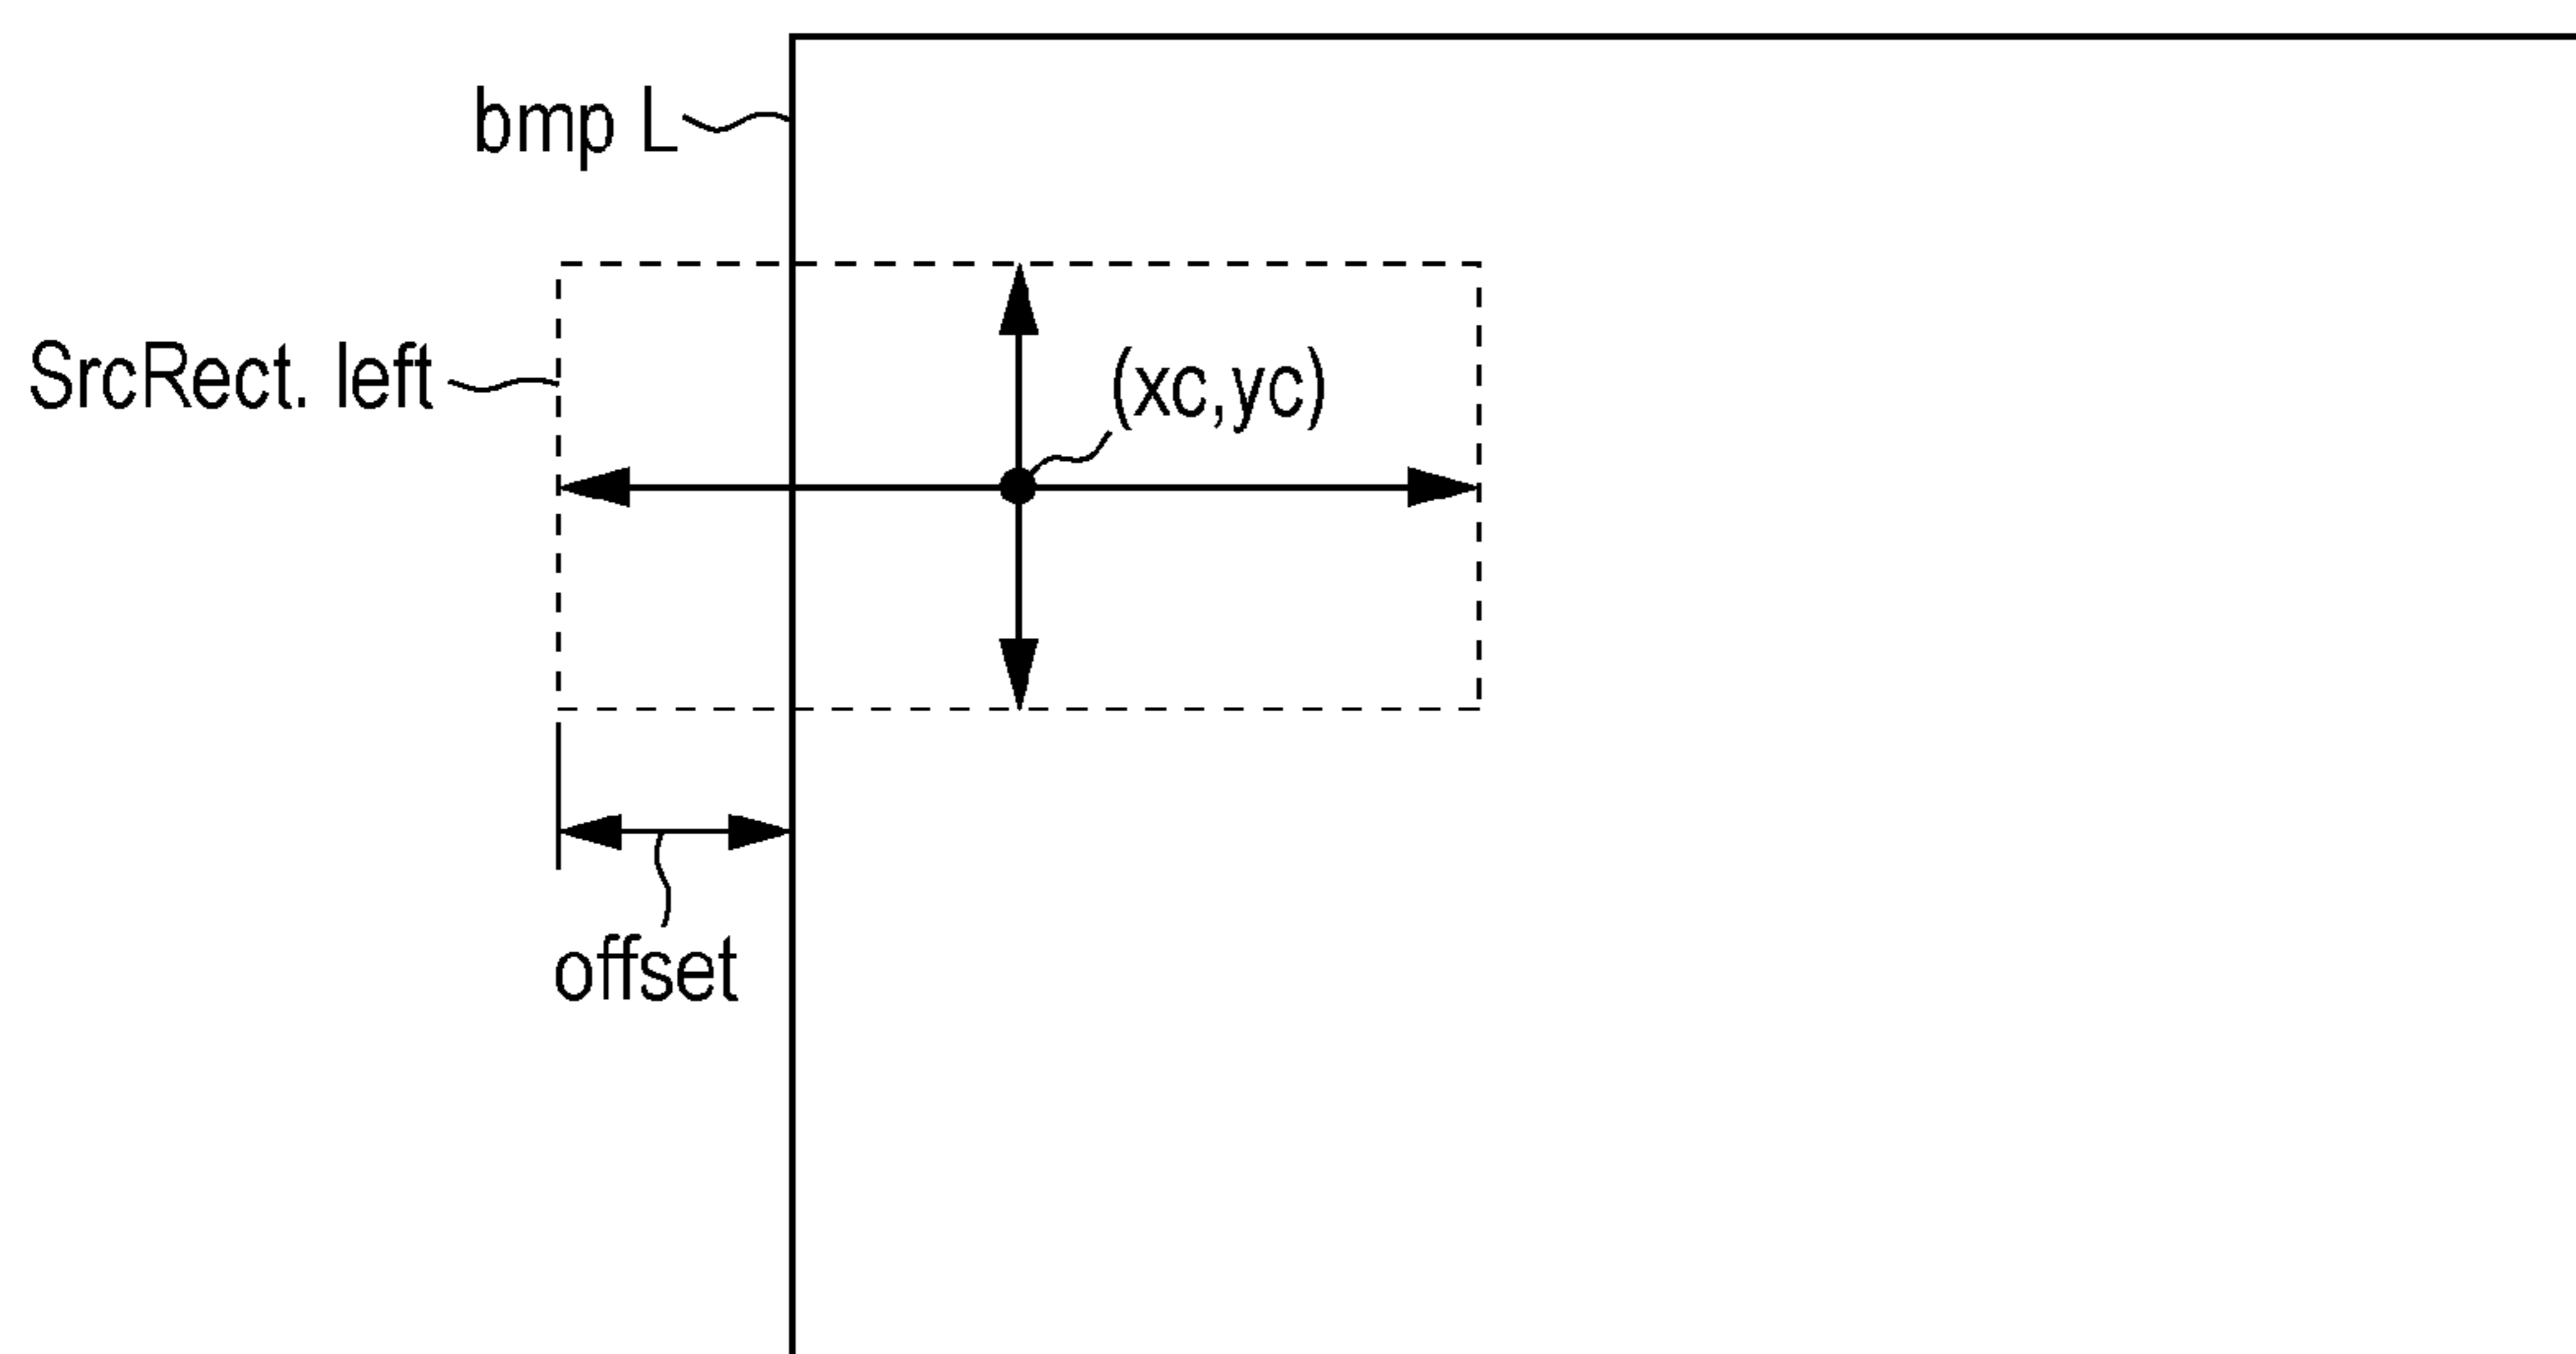 bmp L
SrcRect. left
(xc,yc)
offset